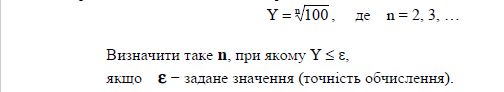 Y = ⁿ√100 , де n = 2, 3, …
Визначити таке n, при якому Y ≤ ε,
якщо ε – задане значення (точність обчислення).